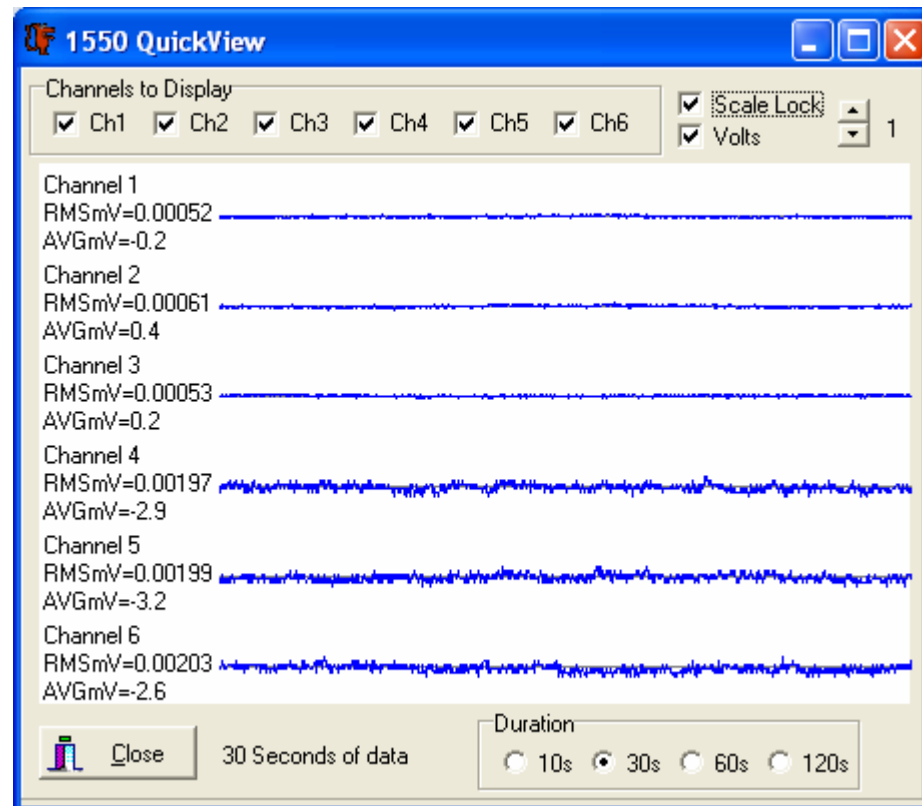 1550 QuickView
Channels to Display
Ch1 Ch2 Ch3 Ch4 Ch5 Ch6
Scale Lock
Volts
1
Channel 1
RMSmV=0.00052
AVGmV=-0.2
Channel 2
RMSmV=0.00061
AVGmV=0.4
Channel 3
RMSmV=0.00053
AVGmV=0.2
Channel 4
RMSmV=0.00197
AVGmV=-2.9
Channel 5
RMSmV=0.00199
AVGmV=-3.2
Channel 6
RMSmV=0.00203
AVGmV=-2.6
Close
30 Seconds of data
Duration
10s 30s 60s 120s